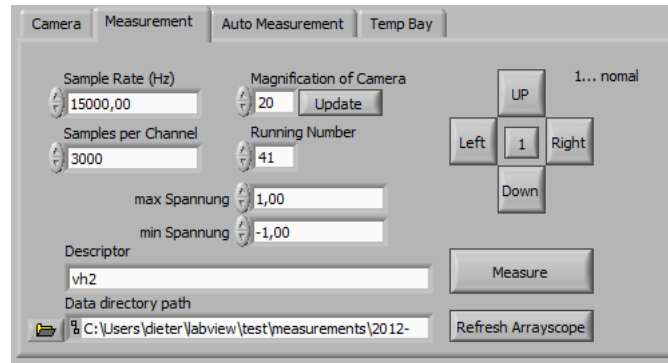 Camera Measurement Auto Measurement Temp Bay
Sample Rate (Hz) Magnification of Camera 1... nomal
15000,00 20 Update UP
Samples per Channel Running Number Left 1 Right
3000 41
max Spannung 1,00 Down
min Spannung -1,00
Descriptor
vh2 Measure
Data directory path
C:\Users\dieter\labview\test\measurements\2012- Refresh Arrayscope